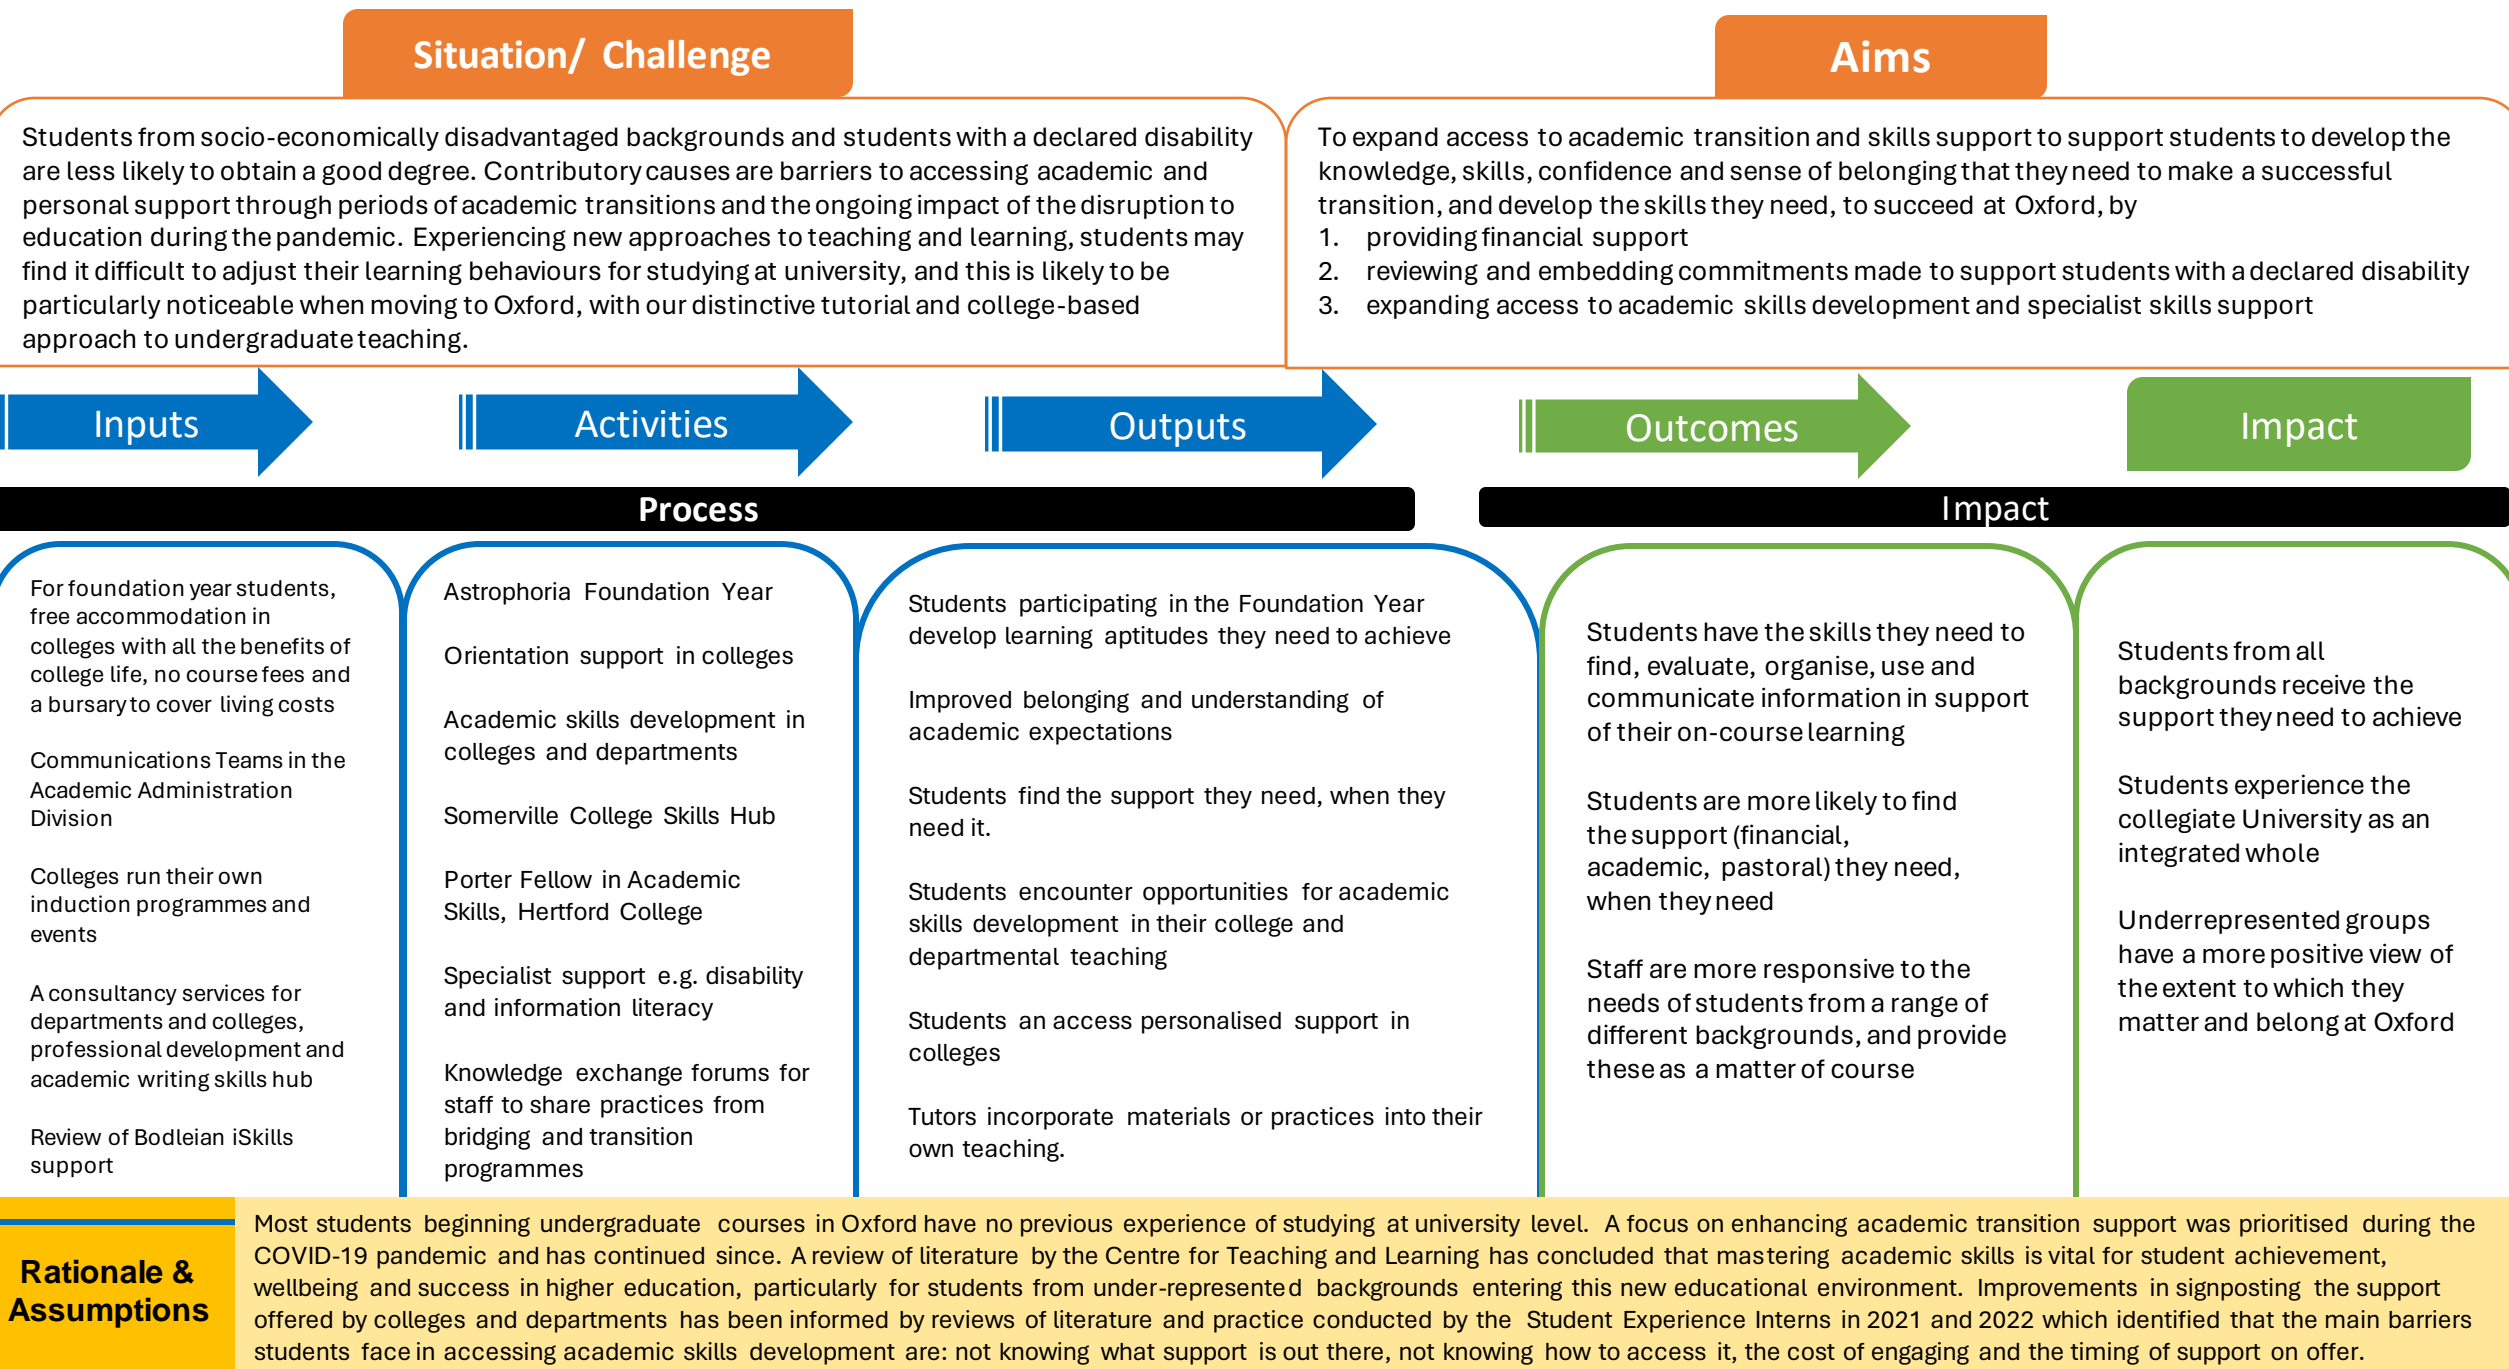 Situation/ Challenge
Students from socio-economically disadvantaged backgrounds and students with a declared disability
are less likely to obtain a good degree. Contributory causes are barriers to accessing academic and
personal support through periods of academic transitions and the ongoing impact of the disruption to
education during the pandemic. Experiencing new approaches to teaching and learning, students may
find it difficult to adjust their learning behaviours for studying at university, and this is likely to be
particularly noticeable when moving to Oxford, with our distinctive tutorial and college-based
approach to undergraduate teaching.
Aims
To expand access to academic transition and skills support to support students to develop the
knowledge, skills, confidence and sense of belonging that they need to make a successful
transition, and develop the skills they need, to succeed at Oxford, by
1. providing financial support
2. reviewing and embedding commitments made to support students with a declared disability
3. expanding access to academic skills development and specialist skills support
Inputs
Activities
Outputs
Outcomes
Impact
Process
Impact
For foundation year students,
free accommodation in
colleges with all the benefits of
college life, no course fees and
a bursary to cover living costs
Communications Teams in the
Academic Administration
Division
Colleges run their own
induction programmes and
events
A consultancy services for
departments and colleges,
professional development and
academic writing skills hub
Review of Bodleian iSkills
support
Astrophoria Foundation Year
Orientation support in colleges
Academic skills development in
colleges and departments
Somerville College Skills Hub
Porter Fellow in Academic
Skills, Hertford College
Specialist support e.g. disability
and information literacy
Knowledge exchange forums for
staff to share practices from
bridging and transition
programmes
Students participating in the Foundation Year
develop learning aptitudes they need to achieve
Improved belonging and understanding of
academic expectations
Students find the support they need, when they
need it.
Students encounter opportunities for academic
skills development in their college and
departmental teaching
Students an access personalised support in
colleges
Tutors incorporate materials or practices into their
own teaching.
Students have the skills they need to
find, evaluate, organise, use and
communicate information in support
of their on-course learning
Students are more likely to find
the support (financial,
academic, pastoral) they need,
when they need
Staff are more responsive to the
needs of students from a range of
different backgrounds, and provide
these as a matter of course
Students from all
backgrounds receive the
support they need to achieve
Students experience the
collegiate University as an
integrated whole
Underrepresented groups
have a more positive view of
the extent to which they
matter and belong at Oxford
Rationale &
Assumptions
Most students beginning undergraduate courses in Oxford have no previous experience of studying at university level. A focus on enhancing academic transition support was prioritised during the
COVID-19 pandemic and has continued since. A review of literature by the Centre for Teaching and Learning has concluded that mastering academic skills is vital for student achievement,
wellbeing and success in higher education, particularly for students from under-represented backgrounds entering this new educational environment. Improvements in signposting the support
offered by colleges and departments has been informed by reviews of literature and practice conducted by the Student Experience Interns in 2021 and 2022 which identified that the main barriers
students face in accessing academic skills development are: not knowing what support is out there, not knowing how to access it, the cost of engaging and the timing of support on offer.